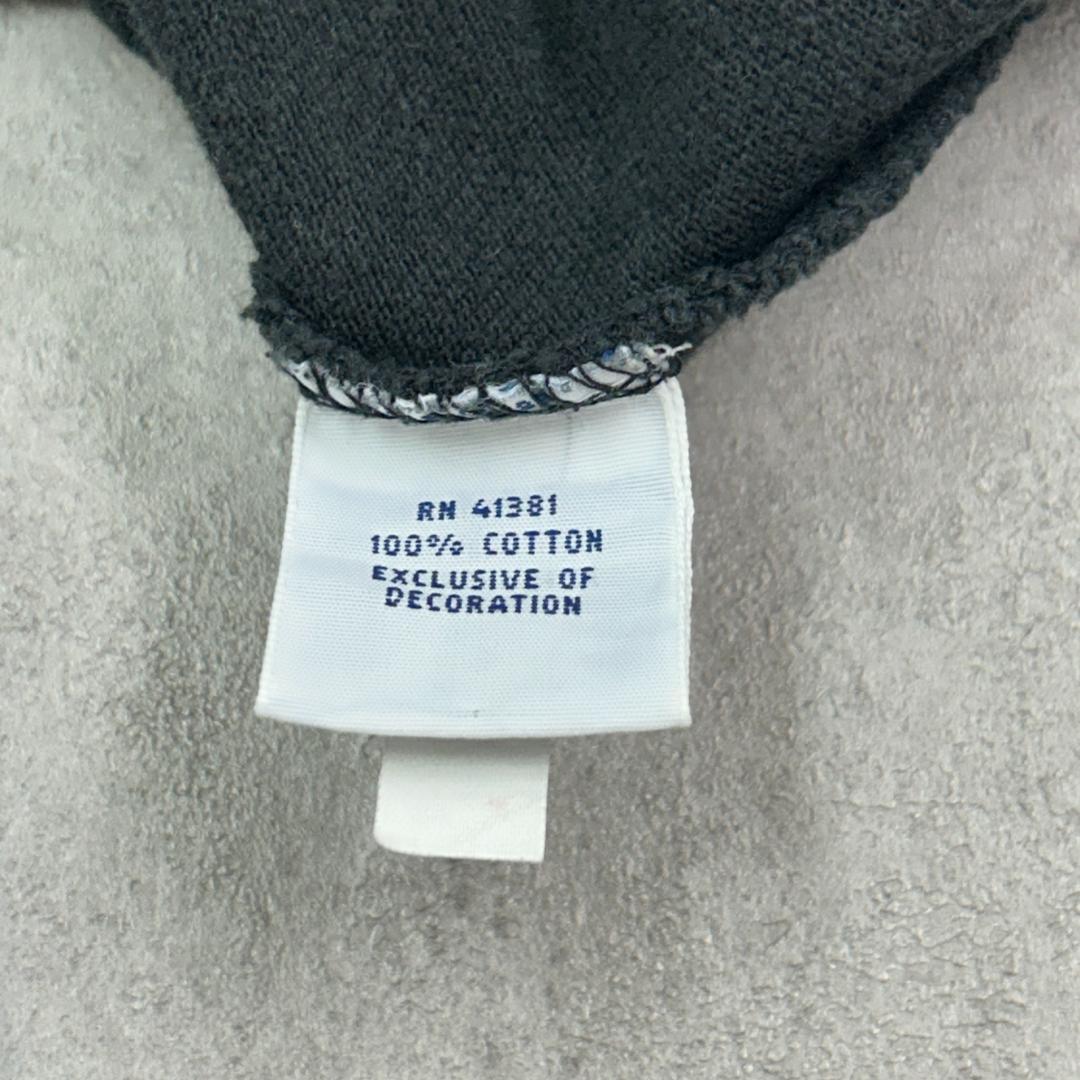 RN 41381
100% COTTON
EXCLUSIVE OF
DECORATION